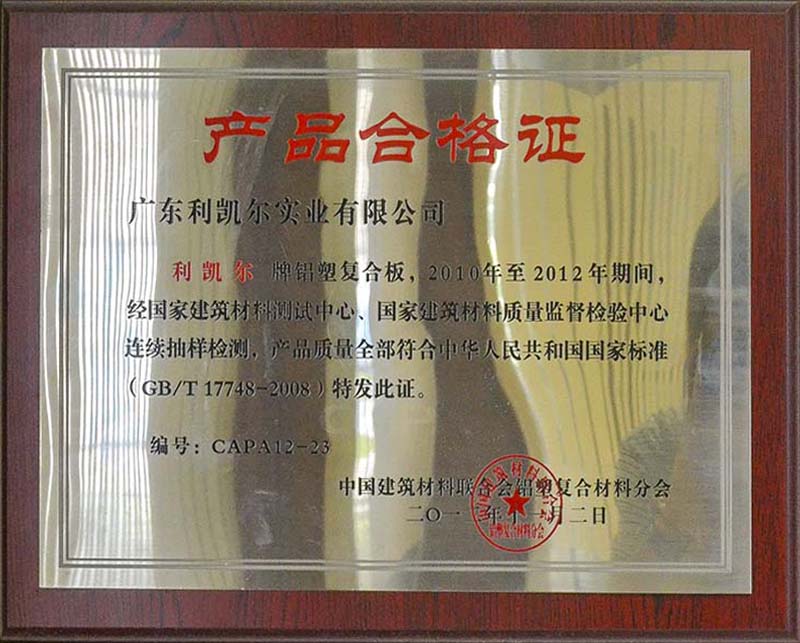 产品合格证
广东利凯尔实业有限公司
利凯尔 牌铝塑复合板，2010年至2012年期间，
经国家建筑材料测试中心、国家建筑材料质量监督检验中心
连续抽样检测，产品质量全部符合中华人民共和国国家标准
（GB/T 17748-2008）特发此证。
编号：CAPA12-23
中国建筑材料联合会铝塑复合材料分会
二〇一 年十一月二日